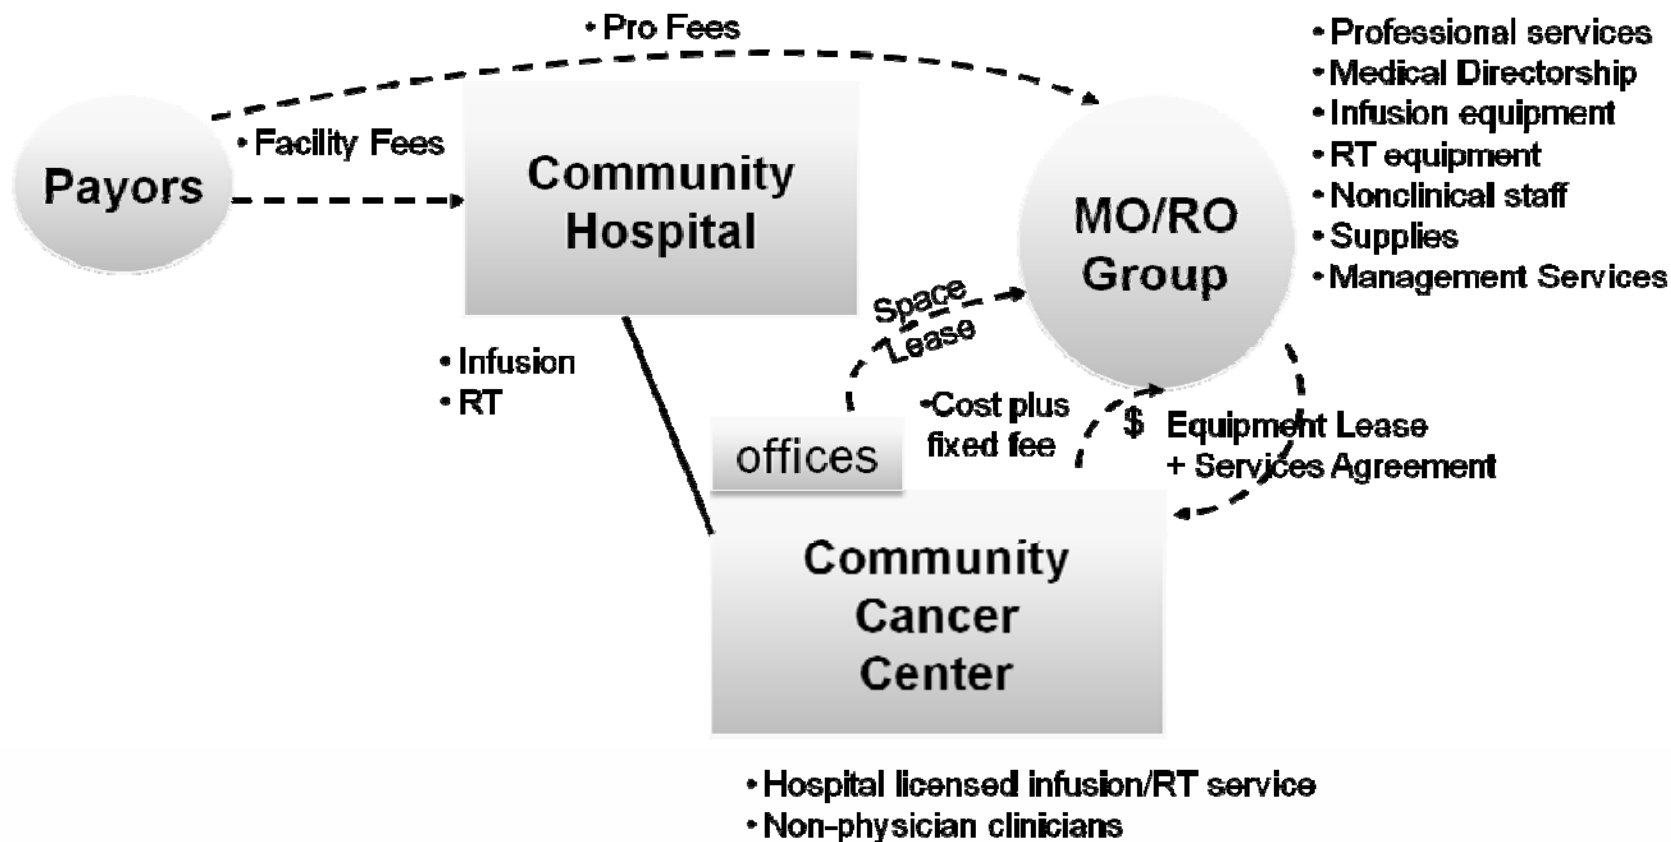 • Pro Fees
• Professional services
• Medical Directorship
• Infusion equipment
• RT equipment
• Nonclinical staff
• Supplies
• Management Services
• Facility Fees
Payors
Community
Hospital
MO/RO
Group
Space
Lease
• Infusion
• RT
•Cost plus
fixed fee
$ Equipment Lease
+ Services Agreement
offices
Community
Cancer
Center
• Hospital licensed infusion/RT service
• Non-physician clinicians